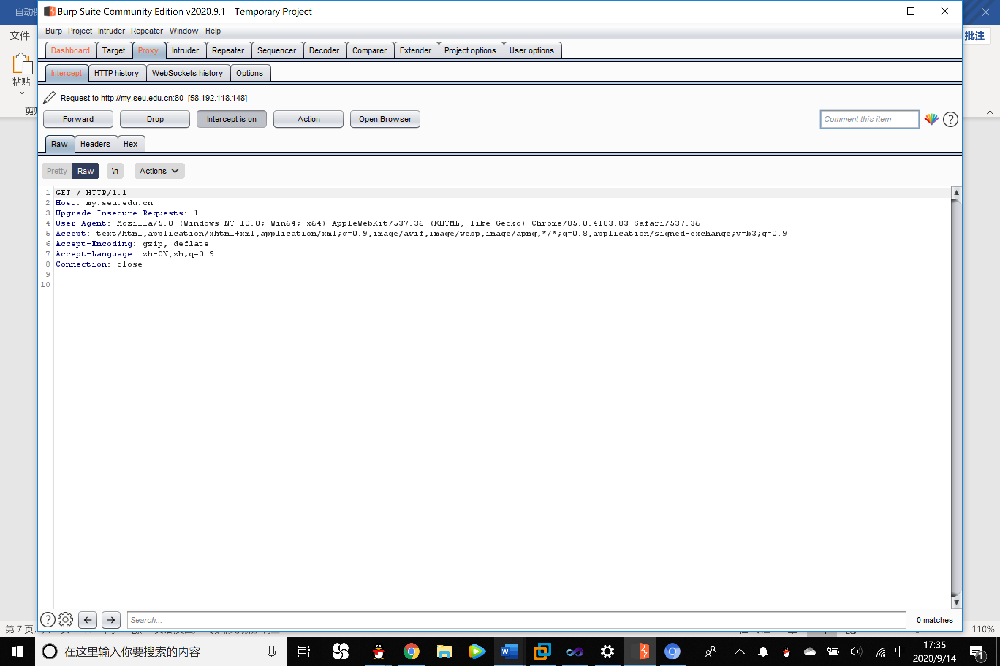 自动保
Burp Suite Community Edition v2020.9.1 - Temporary Project
文件
Burp Project Intruder Repeater Window Help
批注
Dashboard Target Proxy Intruder Repeater Sequencer Decoder Comparer Extender Project options User options
Intercept HTTP history WebSockets history Options
粘贴
Request to http://my.seu.edu.cn:80 [58.192.118.148]
Forward Drop Intercept is on Action Open Browser Comment this item ?
Raw Headers Hex
Pretty Raw \n Actions
1 GET / HTTP/1.1
2 Host: my.seu.edu.cn
3 Upgrade-Insecure-Requests: 1
4 User-Agent: Mozilla/5.0 (Windows NT 10.0; Win64; x64) AppleWebKit/537.36 (KHTML, like Gecko) Chrome/85.0.4183.83 Safari/537.36
5 Accept: text/html,application/xhtml+xml,application/xml;q=0.9,image/avif,image/webp,image/apng,*/*;q=0.8,application/signed-exchange;v=b3;q=0.9
6 Accept-Encoding: gzip, deflate
7 Accept-Language: zh-CN,zh;q=0.9
8 Connection: close
9
10
? Search... 0 matches
第 7 页, 110%
在这里输入你要搜索的内容 W 中 17:35
2020/9/14 1